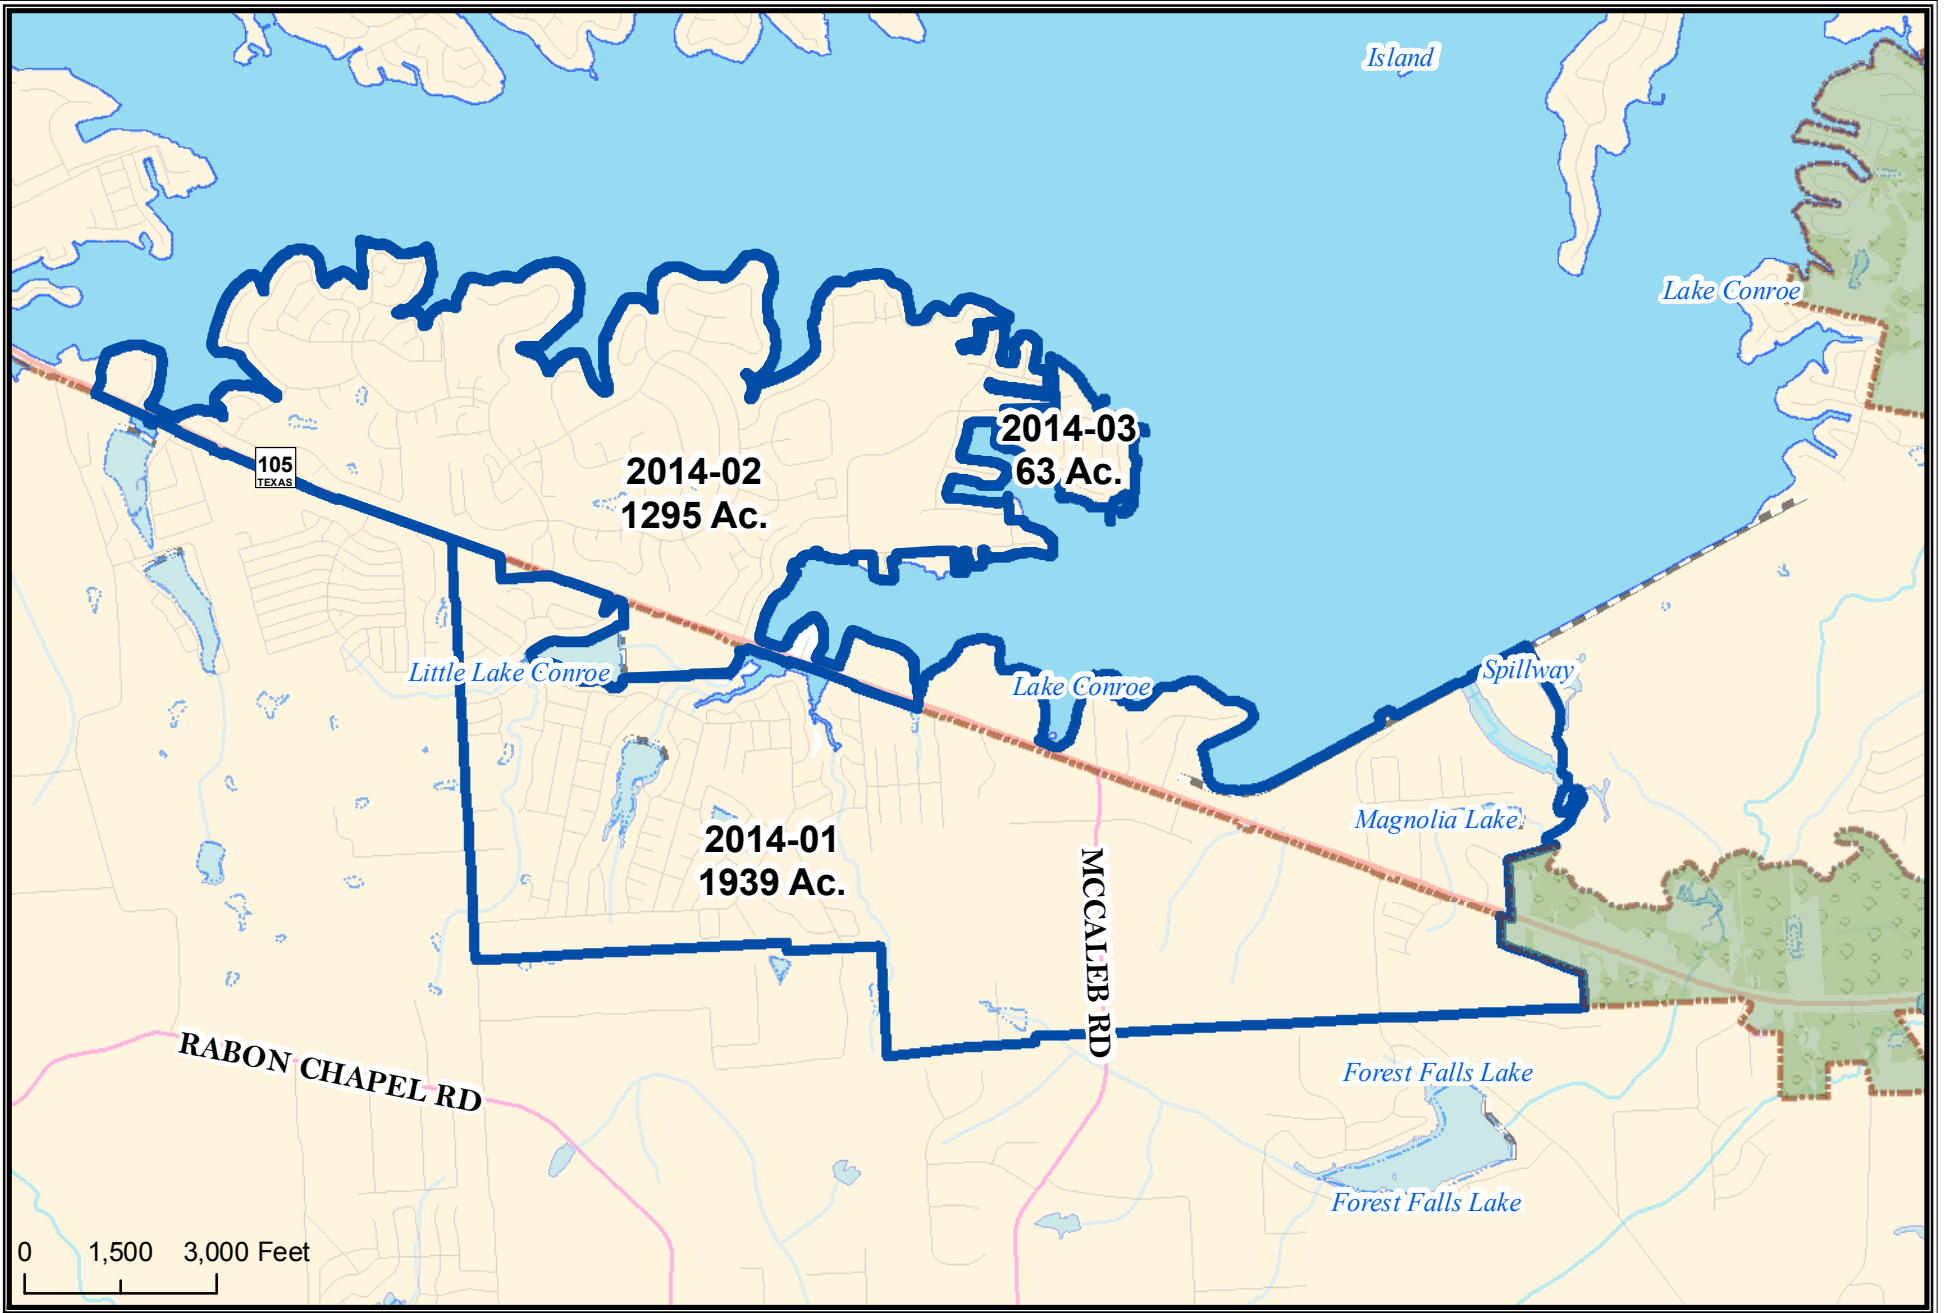 Island
Lake Conroe
2014-03
63 Ac.
2014-02
1295 Ac.
105
TEXAS
Little Lake Conroe
Lake Conroe
Spillway
Magnolia Lake
2014-01
1939 Ac.
MCCALEB RD
RABON CHAPEL RD
Forest Falls Lake
Forest Falls Lake
0 1,500 3,000 Feet